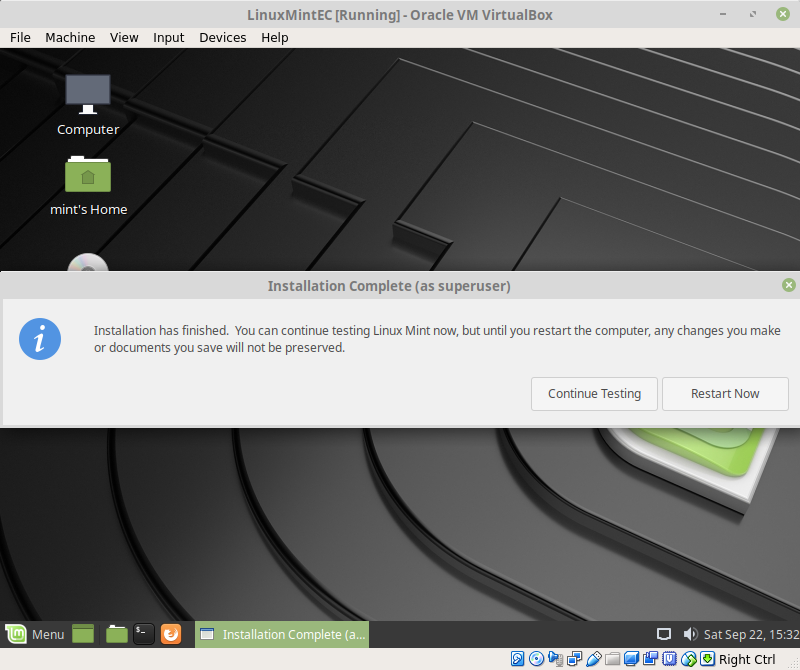 LinuxMintEC [Running] - Oracle VM VirtualBox
File Machine View Input Devices Help
Computer
mint's Home
Installation Complete (as superuser)
Installation has finished. You can continue testing Linux Mint now, but until you restart the computer, any changes you make
or documents you save will not be preserved.
Continue Testing Restart Now
Menu Installation Complete (a... Sat Sep 22, 15:32
Right Ctrl